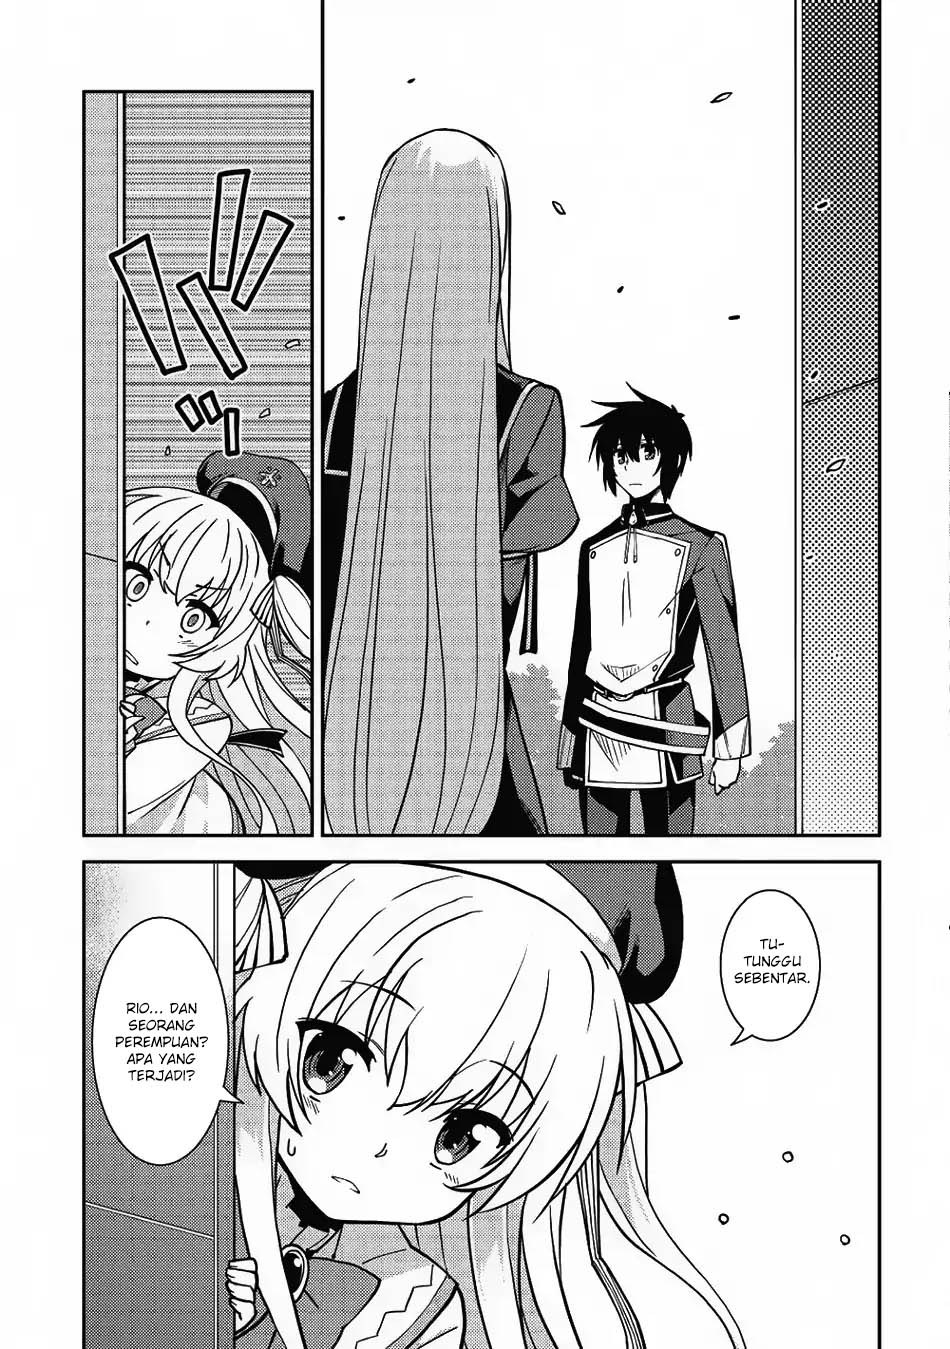 TU-
TUNGGU
SEBENTAR.
RIO... DAN
SEORANG
PEREMPUAN?
APA YANG
TERJADI?